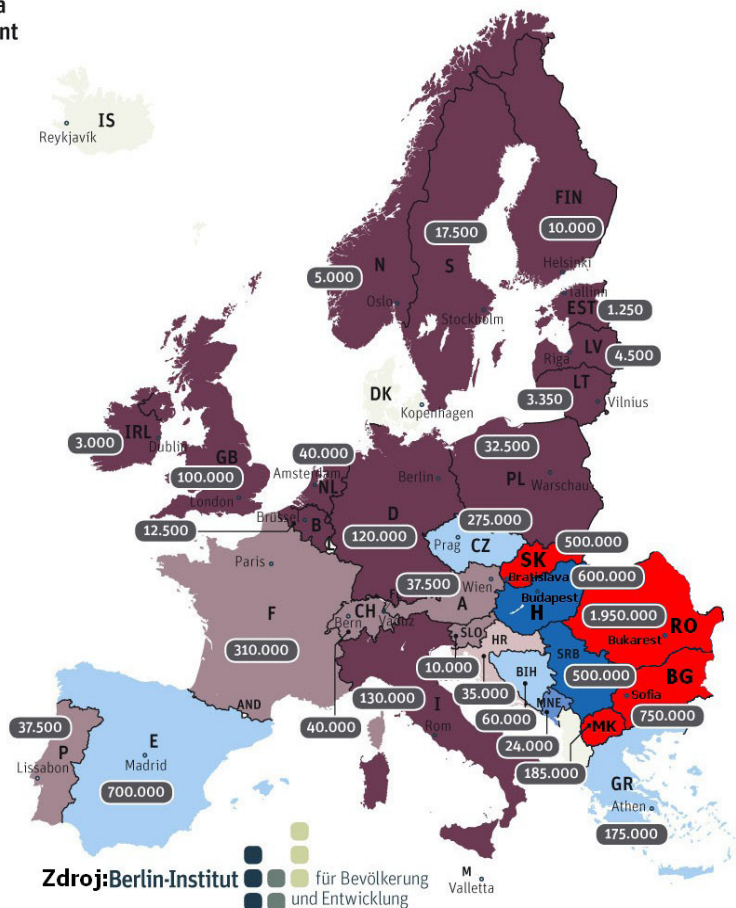 a
nt
IS
Reykjavík
FIN
10.000
Helsinki
17.500
S
Stockholm
N
5.000
Oslo
Tallinn
EST
1.250
LV
4.500
Riga
LT
3.350
Vilnius
DK
Kopenhagen
IRL
3.000
Dublin
GB
100.000
London
40.000
Amsterdam
NL
Brüssel
B
12.500
L
Berlin
D
120.000
32.500
PL
Warschau
275.000
Prag
CZ
500.000
SK
Bratislava
600.000
Budapest
H
37.500
Wien
A
Paris
F
310.000
CH
Bern
Vaduz
40.000
SLO
10.000
HR
35.000
1.950.000
RO
Bukarest
SRB
500.000
BIH
60.000
MNE
24.000
BG
Sofia
750.000
MK
185.000
130.000
I
Rom
AND
37.500
P
Lissabon
E
Madrid
700.000
GR
Athen
175.000
M
Valletta
Zdroj:Berlin-Institut
für Bevölkerung
und Entwicklung